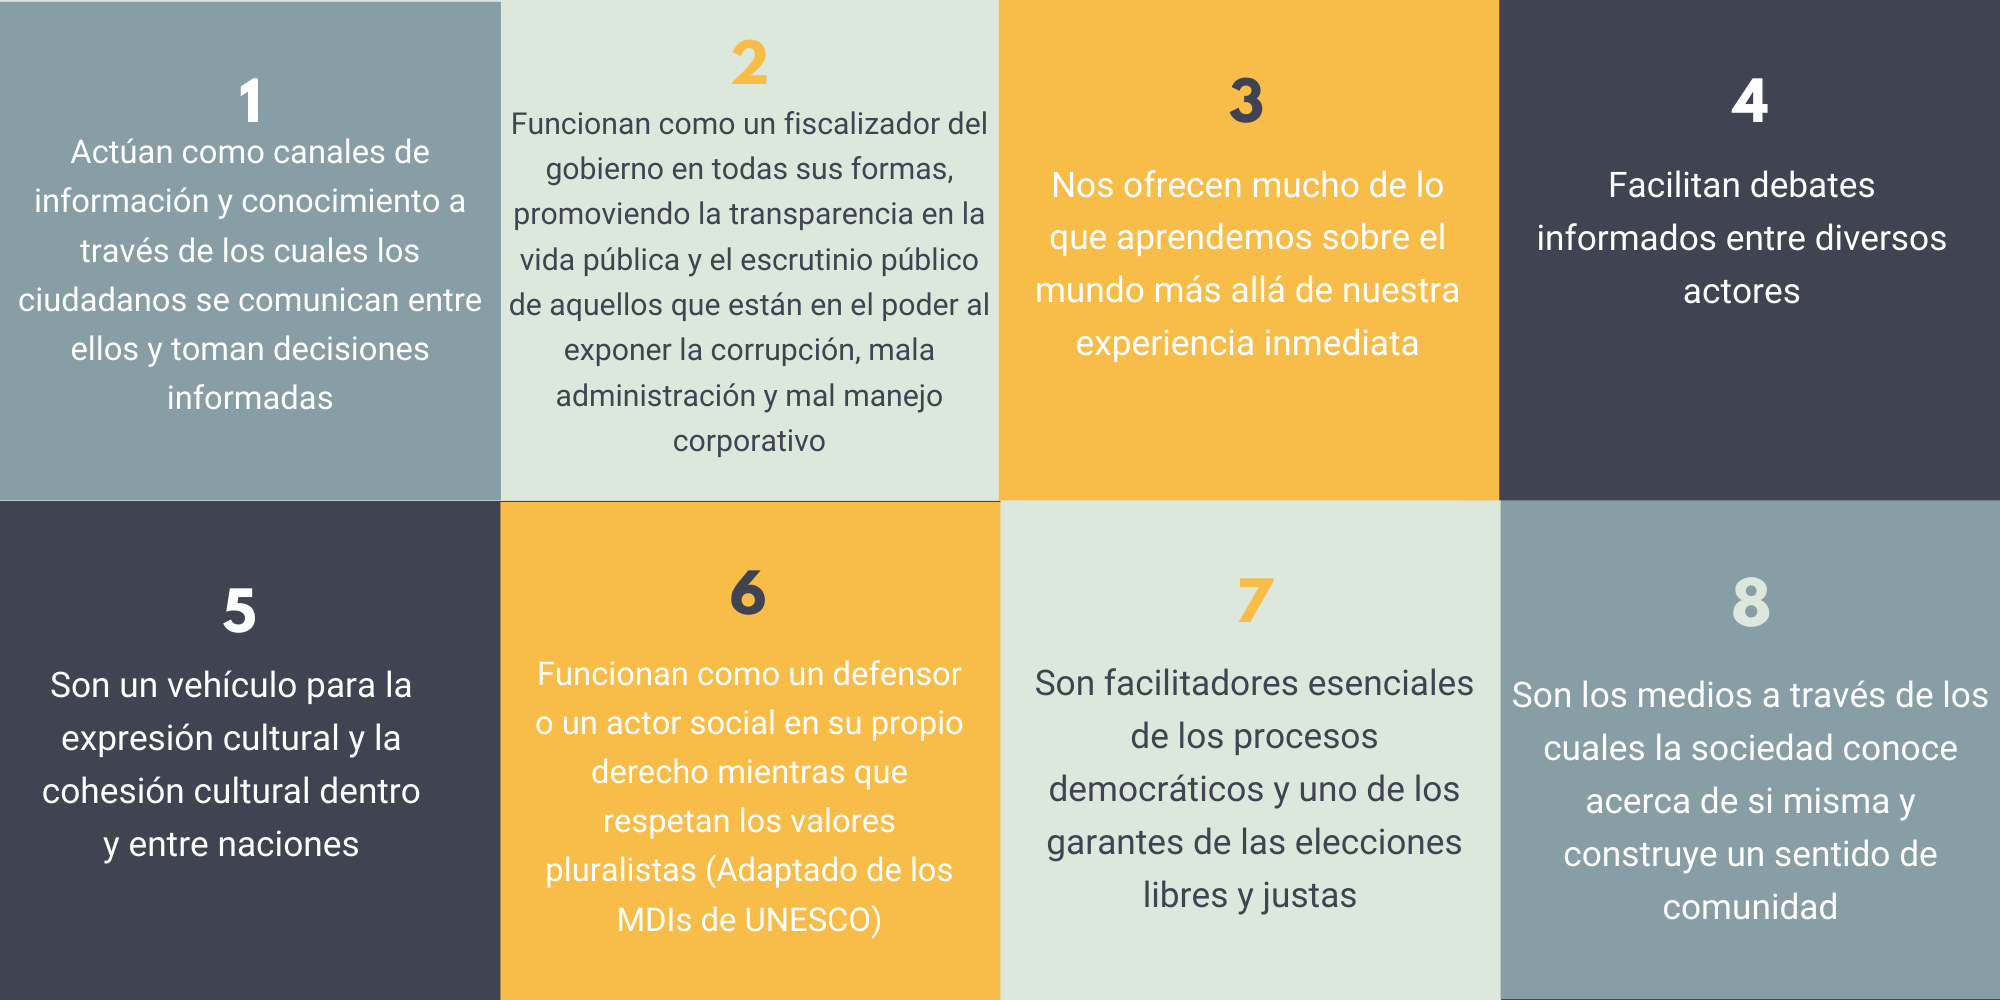 1
Actúan como canales de
información y conocimiento a
través de los cuales los
ciudadanos se comunican entre
ellos y toman decisiones
informadas
2
Funcionan como un fiscalizador del
gobierno en todas sus formas,
promoviendo la transparencia en la
vida pública y el escrutinio público
de aquellos que están en el poder al
exponer la corrupción, mala
administración y mal manejo
corporativo
3
Nos ofrecen mucho de lo
que aprendemos sobre el
mundo más allá de nuestra
experiencia inmediata
4
Facilitan debates
informados entre diversos
actores
5
Son un vehículo para la
expresión cultural y la
cohesión cultural dentro
y entre naciones
6
Funcionan como un defensor
o un actor social en su propio
derecho mientras que
respetan los valores
pluralistas (Adaptado de los
MDIs de UNESCO)
7
Son facilitadores esenciales
de los procesos
democráticos y uno de los
garantes de las elecciones
libres y justas
8
Son los medios a través de los
cuales la sociedad conoce
acerca de si misma y
construye un sentido de
comunidad